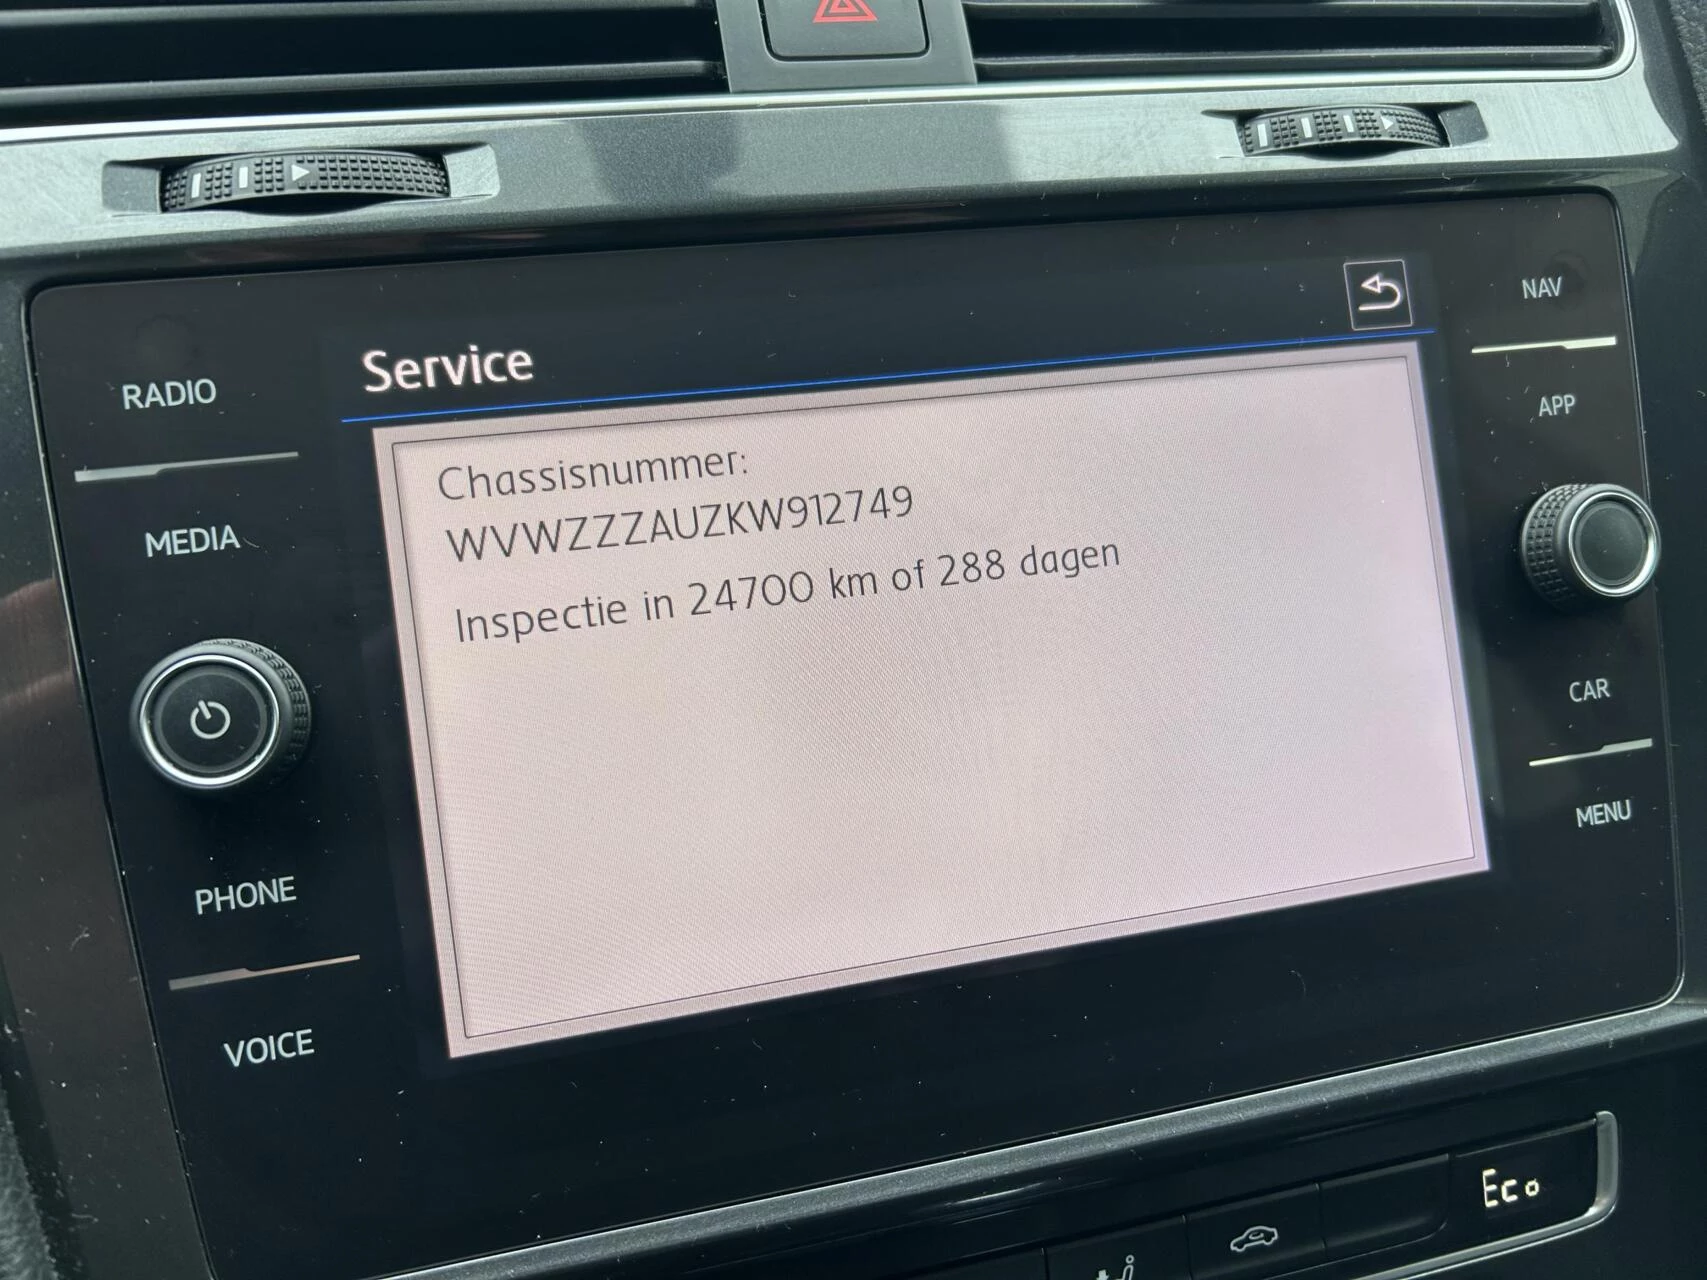 NAV
Service
RADIO
APP
Chassisnummer:
WVWZZZAUZKW912749
MEDIA
Inspectie in 24700 km of 288 dagen
CAR
MENU
PHONE
VOICE
Eco